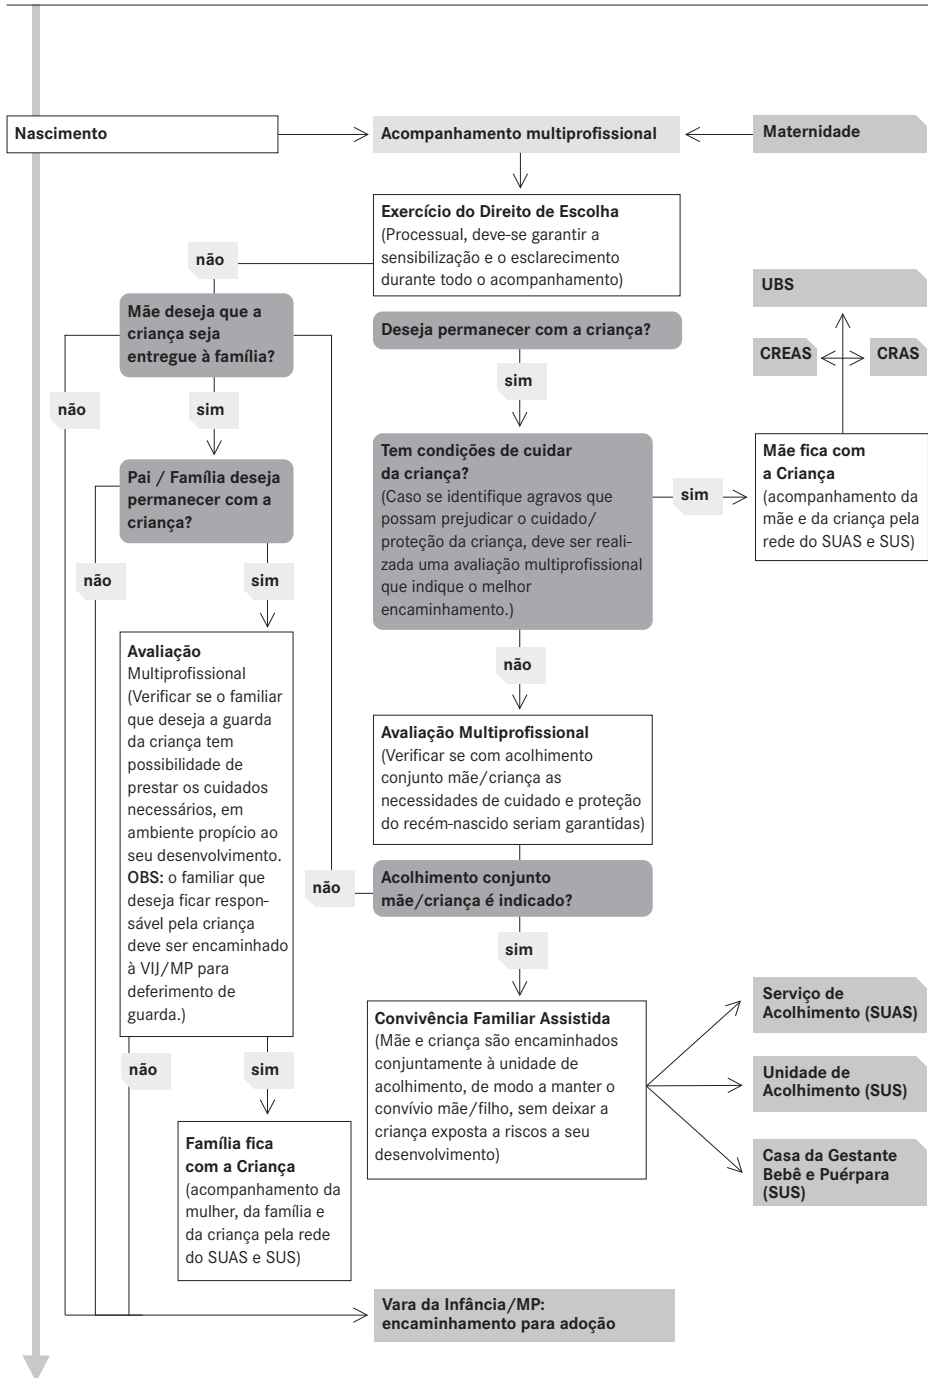 Nascimento
Acompanhamento multiprofissional
Maternidade
Exercício do Direito de Escolha
(Processual, deve-se garantir a
sensibilização e o esclarecimento
durante todo o acompanhamento)
não
Mãe deseja que a
criança seja
entregue à família?
Deseja permanecer com a criança?
UBS
CREAS
CRAS
não
sim
sim
Pai / Família deseja
permanecer com a
criança?
Tem condições de cuidar
da criança?
(Caso se identifique agravos que
possam prejudicar o cuidado/
proteção da criança, deve ser reali-
zada uma avaliação multiprofissional
que indique o melhor
encaminhamento.)
sim
Mãe fica com
a Criança
(acompanhamento da
mãe e da criança pela
rede do SUAS e SUS)
não
sim
não
Avaliação
Multiprofissional
(Verificar se o familiar
que deseja a guarda
da criança tem
possibilidade de
prestar os cuidados
necessários, em
ambiente propício ao
seu desenvolvimento.
OBS: o familiar que
deseja ficar respon-
sável pela criança
deve ser encaminhado
à VIJ/MP para
deferimento de
guarda.)
Avaliação Multiprofissional
(Verificar se com acolhimento
conjunto mãe/criança as
necessidades de cuidado e proteção
do recém-nascido seriam garantidas)
não
Acolhimento conjunto
mãe/criança é indicado?
sim
Convivência Familiar Assistida
(Mãe e criança são encaminhados
conjuntamente à unidade de
acolhimento, de modo a manter o
convívio mãe/filho, sem deixar a
criança exposta a riscos a seu
desenvolvimento)
Serviço de
Acolhimento (SUAS)
Unidade de
Acolhimento (SUS)
Casa da Gestante
Bebê e Puérpara
(SUS)
não
sim
Família fica
com a Criança
(acompanhamento da
mulher, da família e
da criança pela rede
do SUAS e SUS)
Vara da Infância/MP:
encaminhamento para adoção